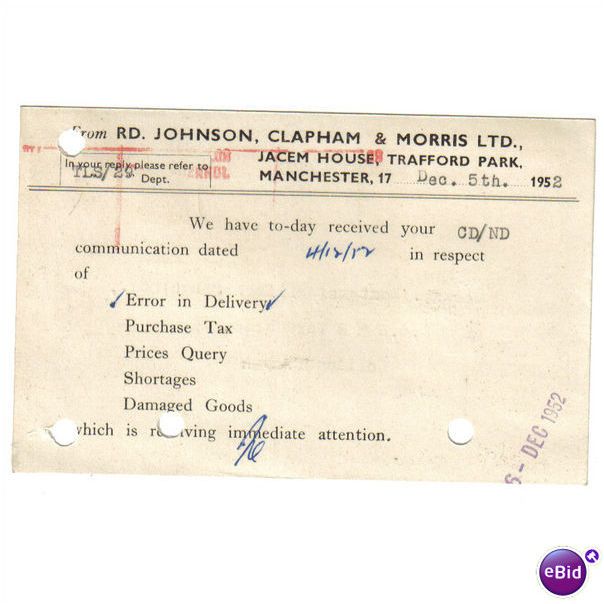 From RD. JOHNSON, CLAPHAM & MORRIS LTD.,
JACEM HOUSE, TRAFFORD PARK,
In your reply please refer to
TLS/29 Dept.
MANCHESTER, 17 Dec. 5th. 1952
We have to-day received your CD/ND
communication dated 4/12/52 in respect
of
Error in Delivery
Purchase Tax
Prices Query
Shortages
Damaged Goods
which is receiving immediate attention.
6 - DEC 1952
eBid